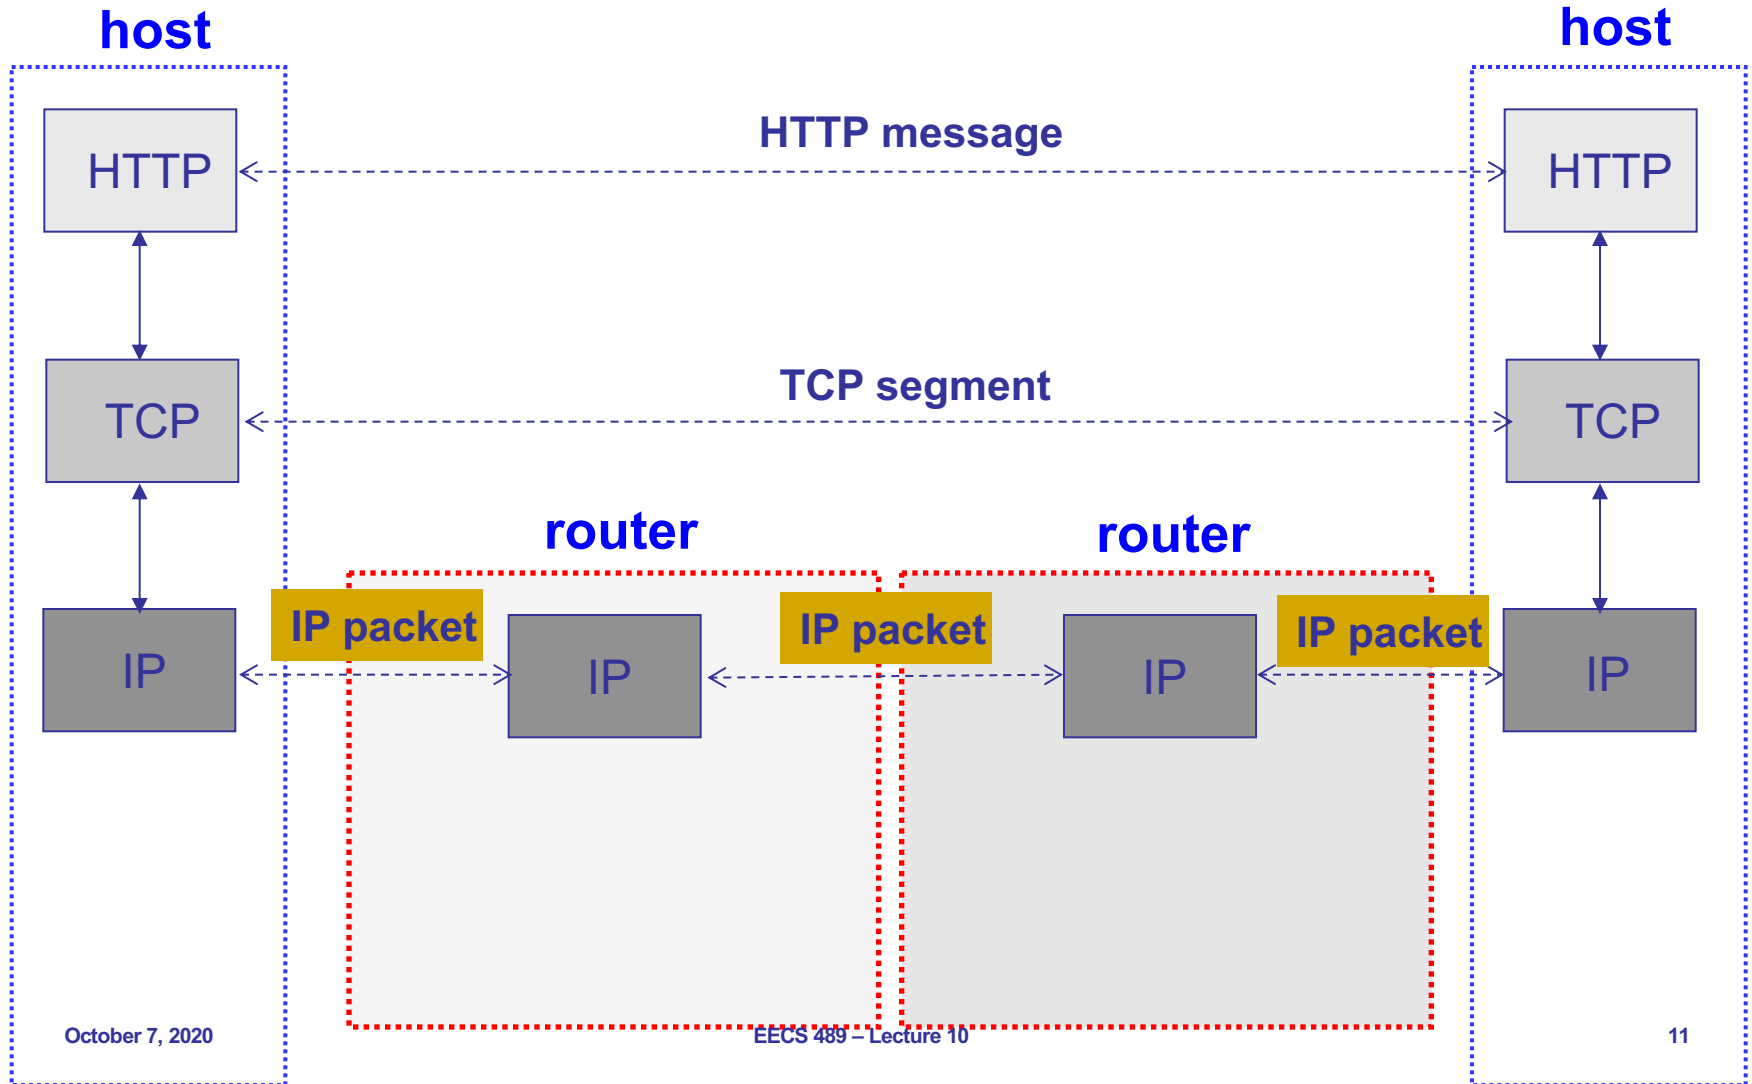 host
host
HTTP
HTTP message
HTTP
TCP
TCP segment
TCP
router
router
IP
IP packet
IP
IP packet
IP
IP packet
IP
October 7, 2020
EECS 489 – Lecture 10
11